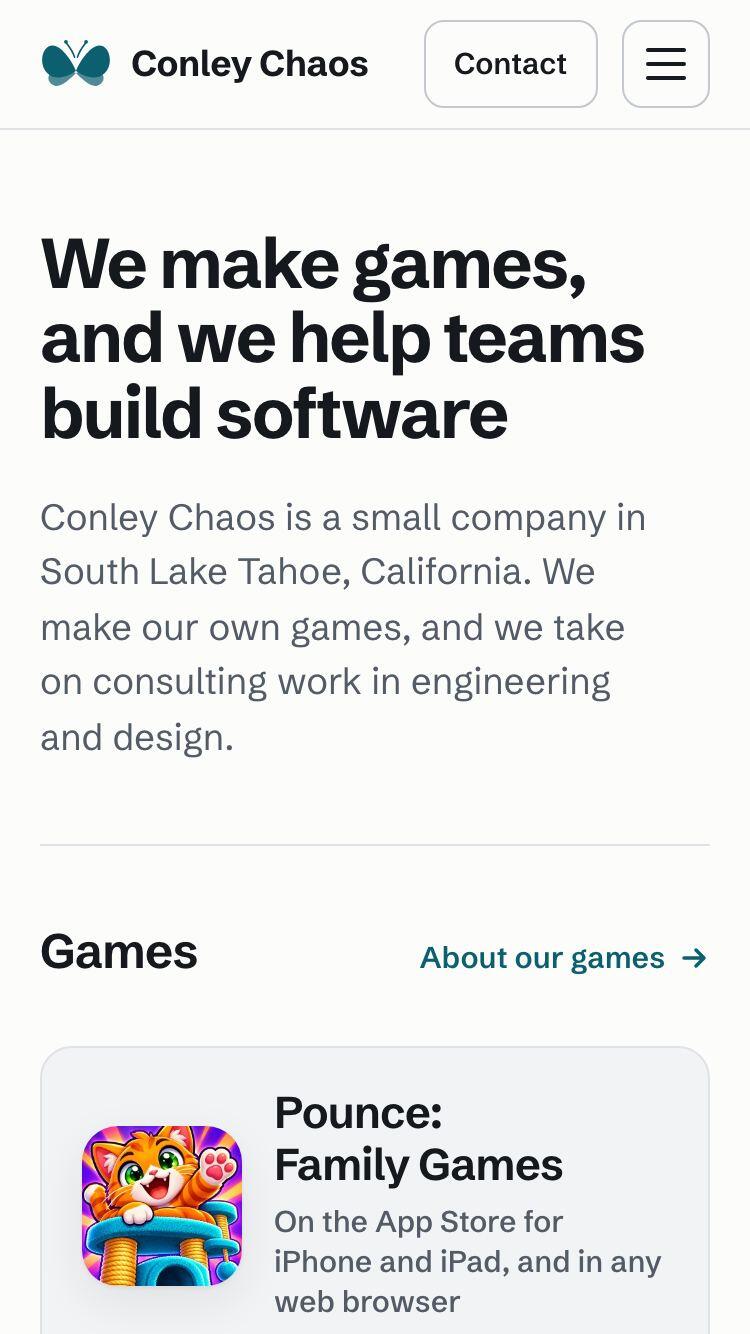 Conley Chaos
Contact
We make games,
and we help teams
build software
Conley Chaos is a small company in
South Lake Tahoe, California. We
make our own games, and we take
on consulting work in engineering
and design.
Games
About our games →
Pounce:
Family Games
On the App Store for
iPhone and iPad, and in any
web browser